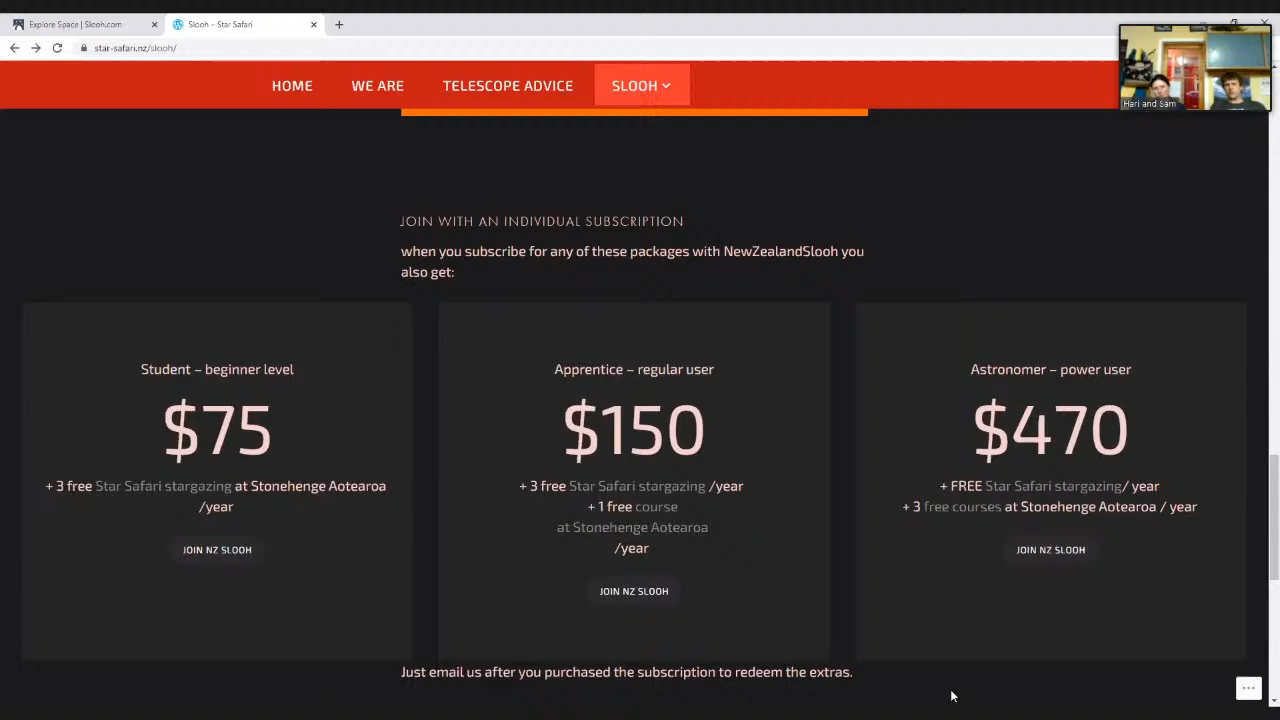 Explore Space | Slooh.com
Slooh – Star Safari
star-safari.nz/slooh/
HOME
WE ARE
TELESCOPE ADVICE
SLOOH
Hari and Sam
JOIN WITH AN INDIVIDUAL SUBSCRIPTION
when you subscribe for any of these packages with NewZealandSlooh you
also get:
Student – beginner level
$75
+ 3 free Star Safari stargazing at Stonehenge Aotearoa
/year
JOIN NZ SLOOH
Apprentice – regular user
$150
+ 3 free Star Safari stargazing /year
+ 1 free course
at Stonehenge Aotearoa
/year
JOIN NZ SLOOH
Astronomer – power user
$470
+ FREE Star Safari stargazing/ year
+ 3 free courses at Stonehenge Aotearoa / year
JOIN NZ SLOOH
Just email us after you purchased the subscription to redeem the extras.